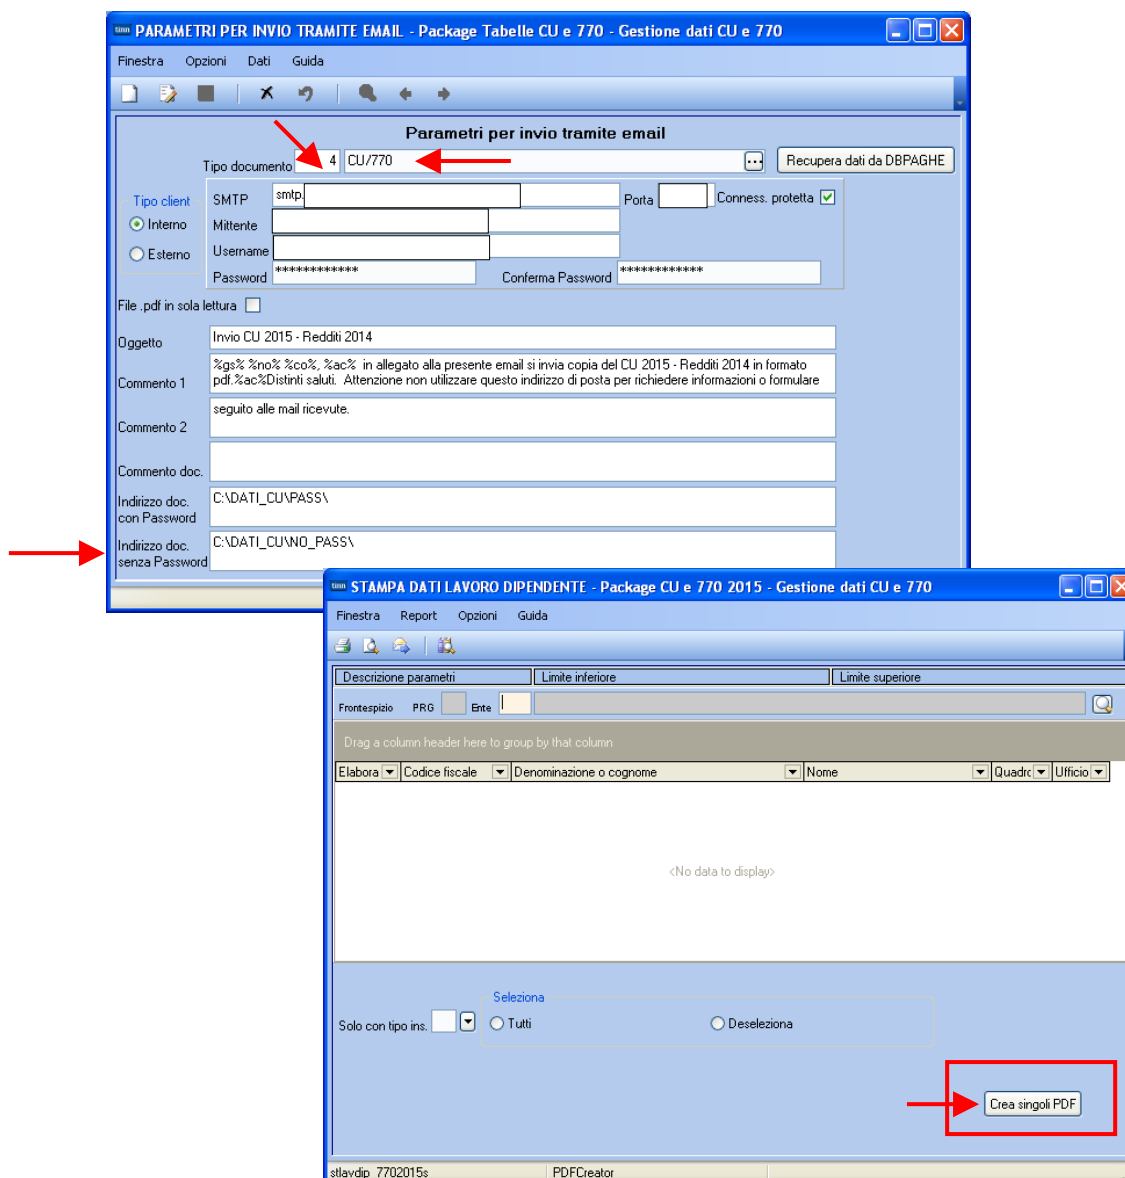 tinn PARAMETRI PER INVIO TRAMITE EMAIL - Package Tabelle CU e 770 - Gestione dati CU e 770
Finestra Opzioni Dati Guida
Parametri per invio tramite email
Tipo documento 4 CU/770 ... Recupera dati da DBPAGHE
Tipo client
SMTP smtp. Porta Conness. protetta
Interno
Mittente
Esterno
Username
Password ************ Conferma Password ************
File .pdf in sola lettura
Oggetto Invio CU 2015 - Redditi 2014
Commento 1 %gs% %no% %co%, %ac% in allegato alla presente email si invia copia del CU 2015 - Redditi 2014 in formato
pdf.%ac%Distinti saluti. Attenzione non utilizzare questo indirizzo di posta per richiedere informazioni o formulare
Commento 2 seguito alle mail ricevute.
Commento doc.
Indirizzo doc. C:\DATI_CU\PASS\
con Password
Indirizzo doc. C:\DATI_CU\NO_PASS\
senza Password
tinn STAMPA DATI LAVORO DIPENDENTE - Package CU e 770 2015 - Gestione dati CU e 770
Finestra Report Opzioni Guida
Descrizione parametri Limite inferiore Limite superiore
Frontespizio PRG Ente
Drag a column header here to group by that column
Elabora Codice fiscale Denominazione o cognome Nome Quadrc Ufficio
<No data to display>
Seleziona
Solo con tipo ins. Tutti Deseleziona
Crea singoli PDF
stlavdip_7702015s PDFCreator